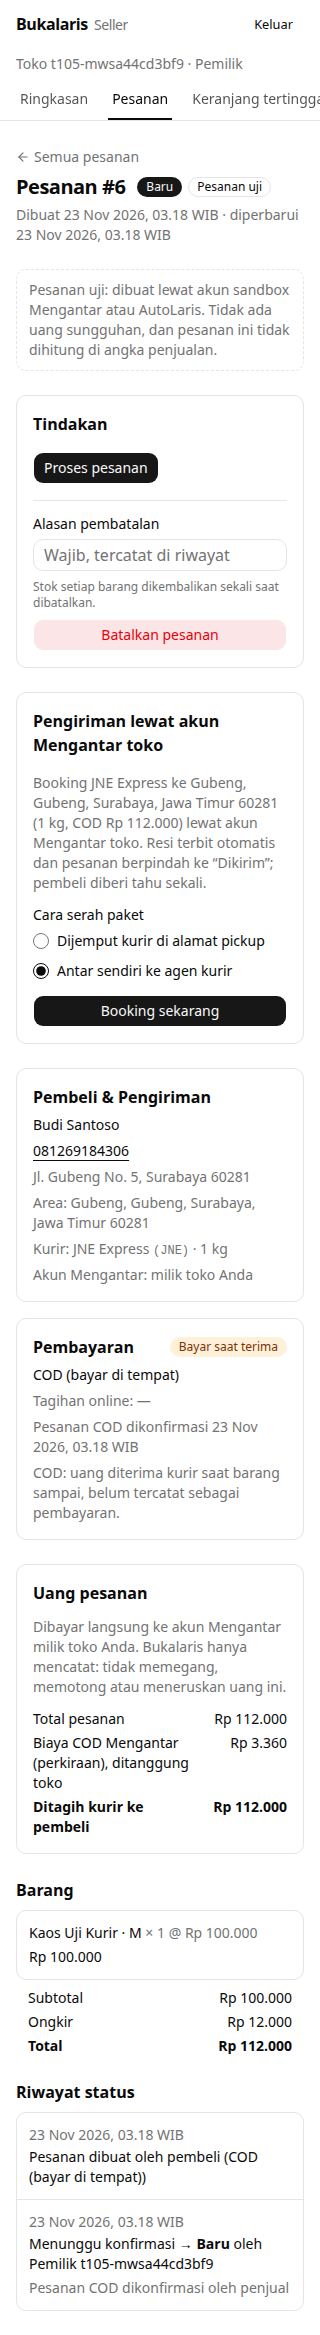 Bukalaris Seller
Keluar
Toko t105-mwsa44cd3bf9 · Pemilik
Ringkasan Pesanan Keranjang tertingga
← Semua pesanan
Pesanan #6 Baru Pesanan uji
Dibuat 23 Nov 2026, 03.18 WIB · diperbarui
23 Nov 2026, 03.18 WIB
Pesanan uji: dibuat lewat akun sandbox
Mengantar atau AutoLaris. Tidak ada
uang sungguhan, dan pesanan ini tidak
dihitung di angka penjualan.
Tindakan
Proses pesanan
Alasan pembatalan
Wajib, tercatat di riwayat
Stok setiap barang dikembalikan sekali saat
dibatalkan.
Batalkan pesanan
Pengiriman lewat akun
Mengantar toko
Booking JNE Express ke Gubeng,
Gubeng, Surabaya, Jawa Timur 60281
(1 kg, COD Rp 112.000) lewat akun
Mengantar toko. Resi terbit otomatis
dan pesanan berpindah ke “Dikirim”;
pembeli diberi tahu sekali.
Cara serah paket
Dijemput kurir di alamat pickup
Antar sendiri ke agen kurir
Booking sekarang
Pembeli & Pengiriman
Budi Santoso
081269184306
Jl. Gubeng No. 5, Surabaya 60281
Area: Gubeng, Gubeng, Surabaya,
Jawa Timur 60281
Kurir: JNE Express (JNE) · 1 kg
Akun Mengantar: milik toko Anda
Pembayaran Bayar saat terima
COD (bayar di tempat)
Tagihan online: —
Pesanan COD dikonfirmasi 23 Nov
2026, 03.18 WIB
COD: uang diterima kurir saat barang
sampai, belum tercatat sebagai
pembayaran.
Uang pesanan
Dibayar langsung ke akun Mengantar
milik toko Anda. Bukalaris hanya
mencatat: tidak memegang,
memotong atau meneruskan uang ini.
Total pesanan Rp 112.000
Biaya COD Mengantar Rp 3.360
(perkiraan), ditanggung
toko
Ditagih kurir ke Rp 112.000
pembeli
Barang
Kaos Uji Kurir · M × 1 @ Rp 100.000
Rp 100.000
Subtotal Rp 100.000
Ongkir Rp 12.000
Total Rp 112.000
Riwayat status
23 Nov 2026, 03.18 WIB
Pesanan dibuat oleh pembeli (COD
(bayar di tempat))
23 Nov 2026, 03.18 WIB
Menunggu konfirmasi → Baru oleh
Pemilik t105-mwsa44cd3bf9
Pesanan COD dikonfirmasi oleh penjual